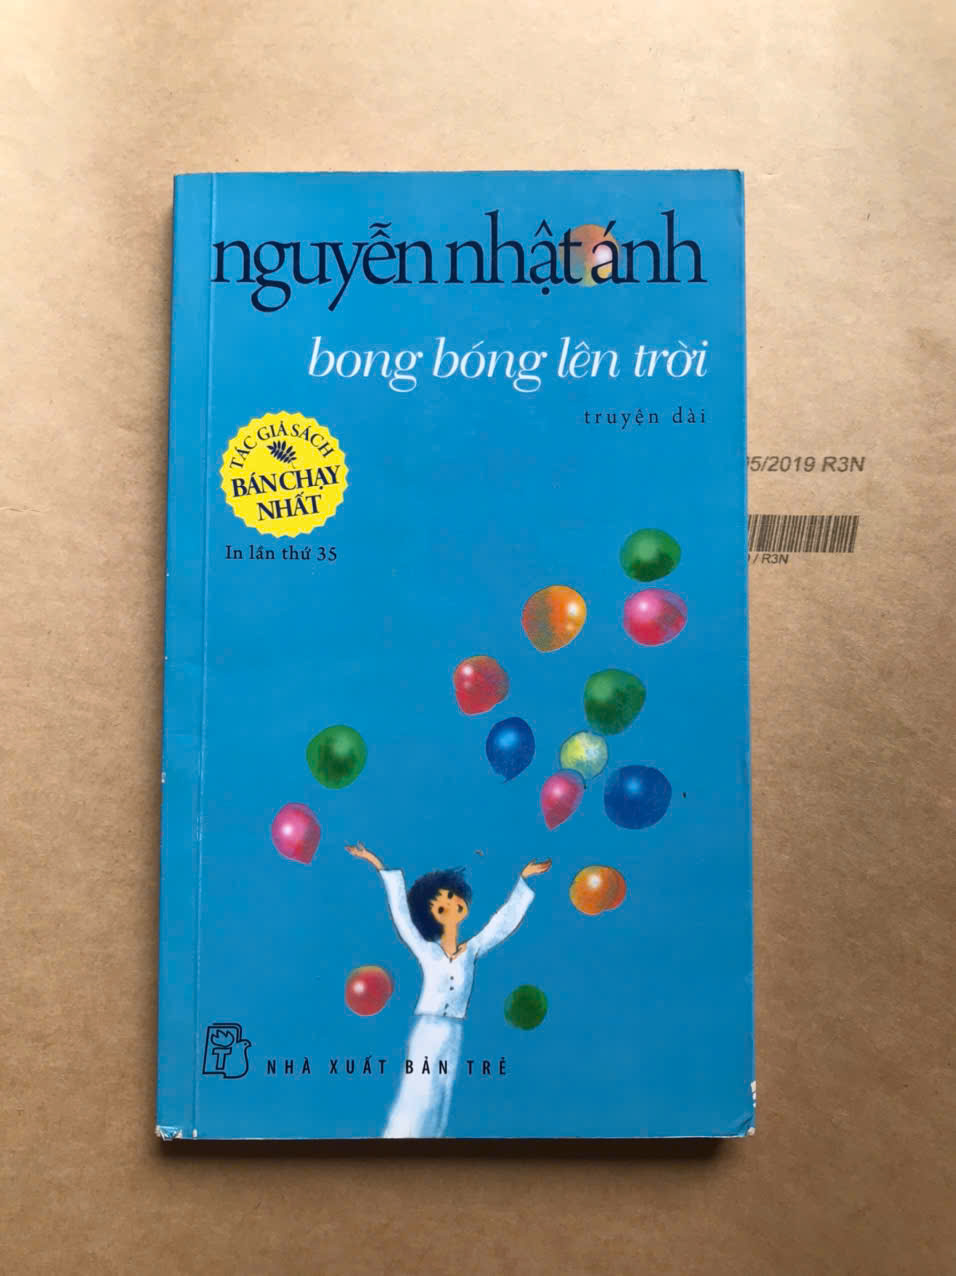 nguyễn nhật ánh
bong bóng lên trời
truyện dài
TÁC GIẢ SÁCH
BÁN CHẠY
NHẤT
In lần thứ 35
5/2019 R3N
/ R3N
NHÀ XUẤT BẢN TRẺ